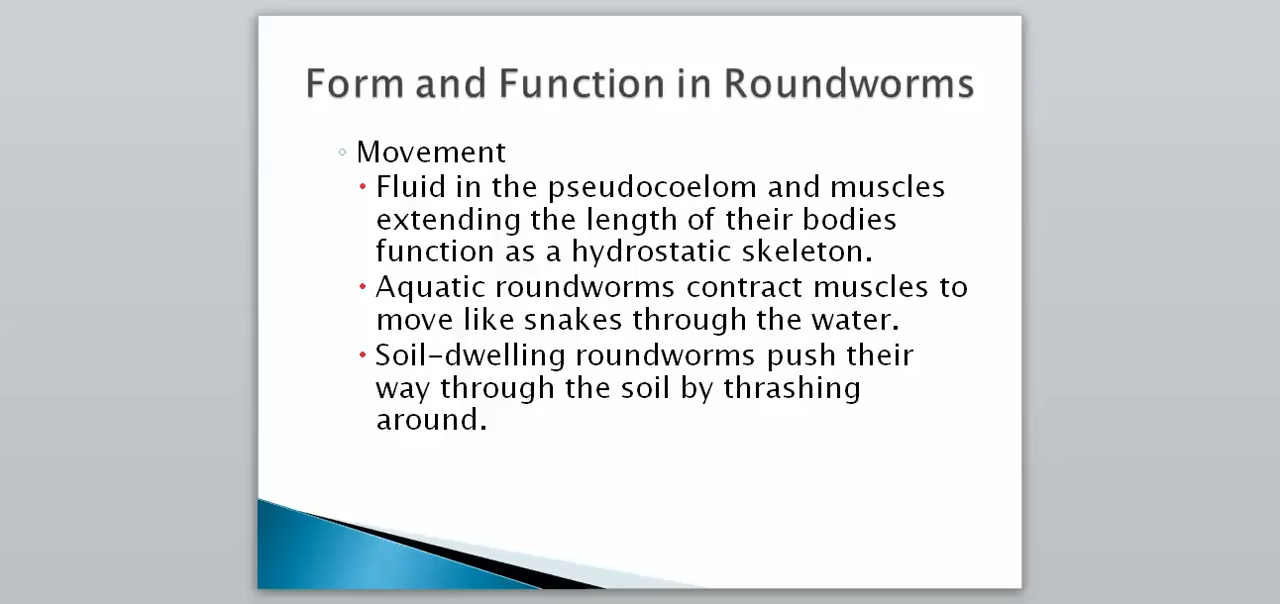 Form and Function in Roundworms
Movement
Fluid in the pseudocoelom and muscles
extending the length of their bodies
function as a hydrostatic skeleton.
Aquatic roundworms contract muscles to
move like snakes through the water.
Soil-dwelling roundworms push their
way through the soil by thrashing
around.